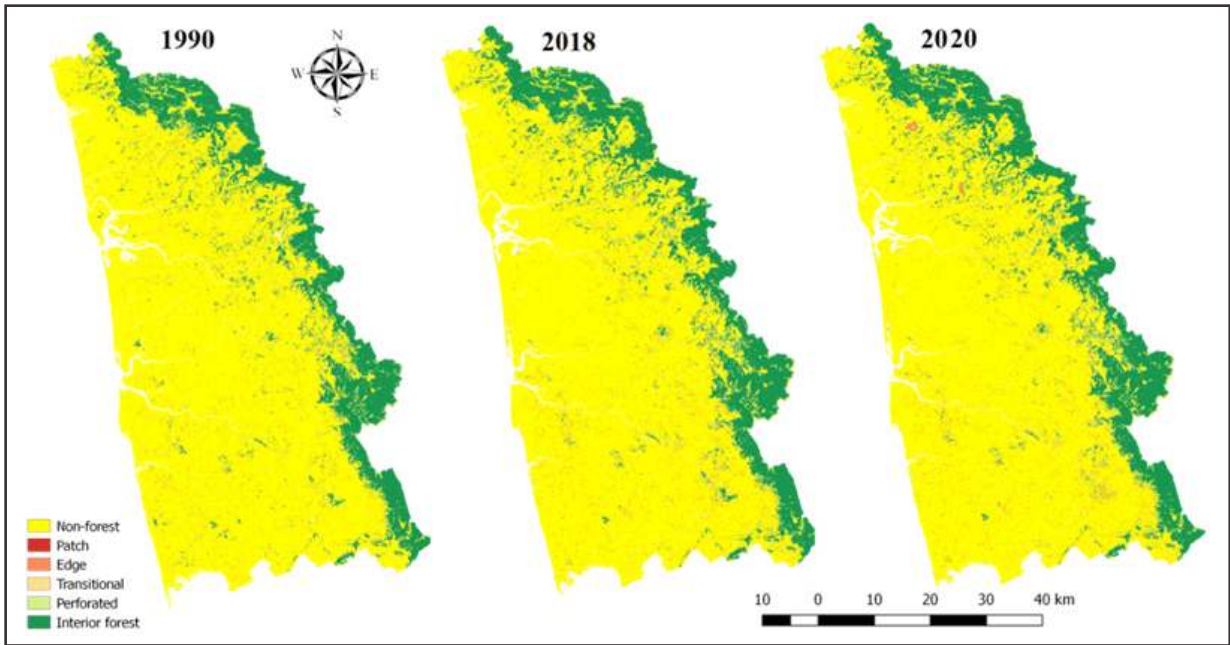 1990
2018
2020
N
W E
S
Non-forest
Patch
Edge
Transitional
Perforated
Interior forest
10 0 10 20 30 40 km